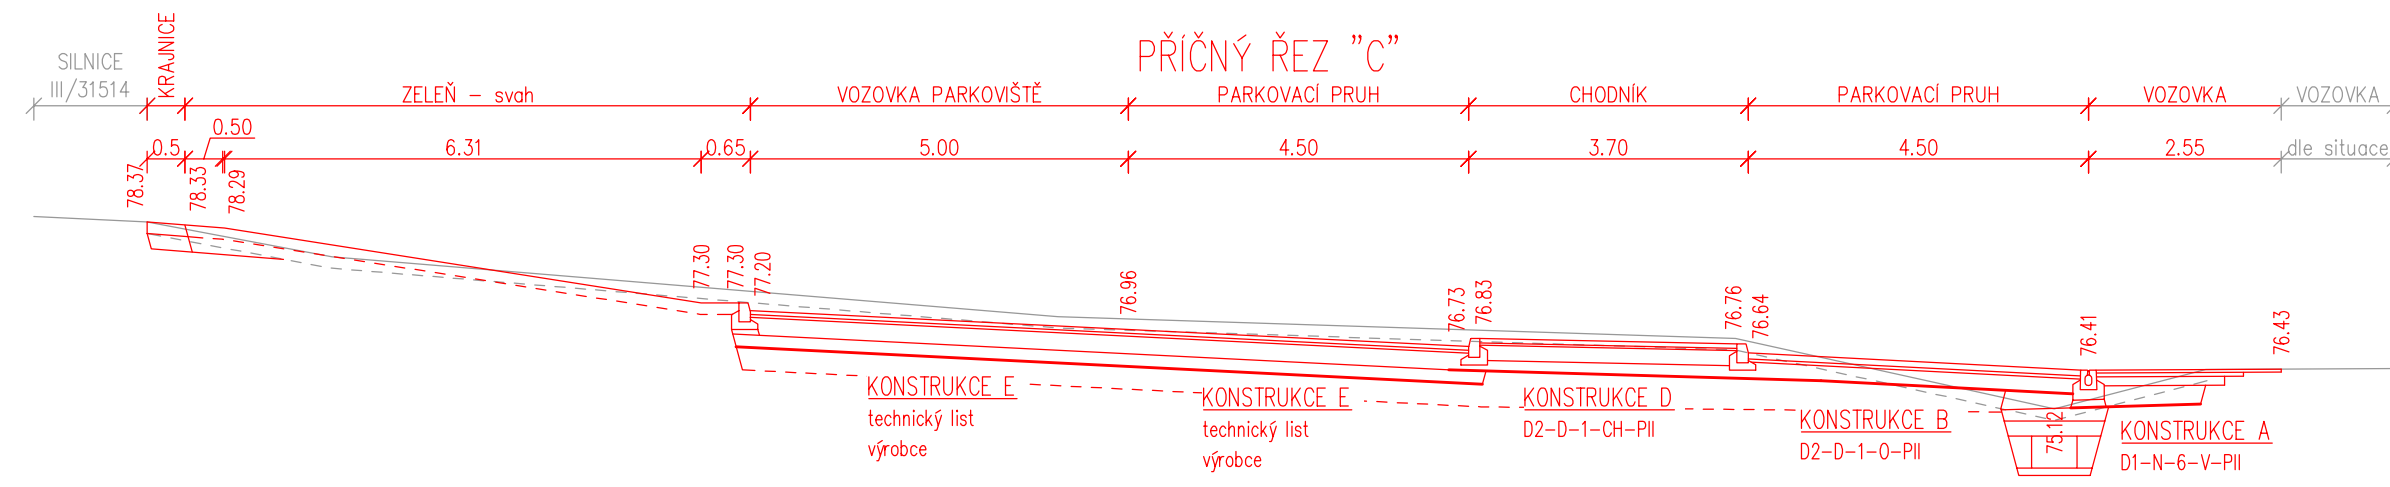 PŘÍČNÝ ŘEZ "C"
SILNICE
III/31514
KRAJNICE
ZELEŇ - svah
VOZOVKA PARKOVIŠTĚ
PARKOVACÍ PRUH
CHODNÍK
PARKOVACÍ PRUH
VOZOVKA
VOZOVKA
0.50
0.5
6.31
0.65
5.00
4.50
3.70
4.50
2.55
dle situace
78.37
78.33
78.29
77.30
77.30
77.20
76.96
76.73
76.83
76.76
76.64
76.41
76.43
75.12
KONSTRUKCE E
technický list
výrobce
KONSTRUKCE E
technický list
výrobce
KONSTRUKCE D
D2-D-1-CH-PII
KONSTRUKCE B
D2-D-1-O-PII
KONSTRUKCE A
D1-N-6-V-PII